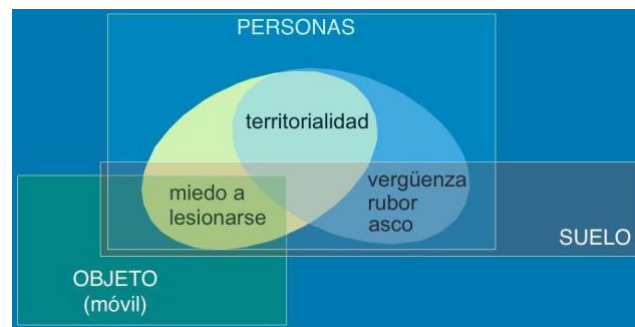 PERSONAS
territorialidad
miedo a
lesionarse
vergüenza
rubor
asco
SUELO
OBJETO
(móvil)